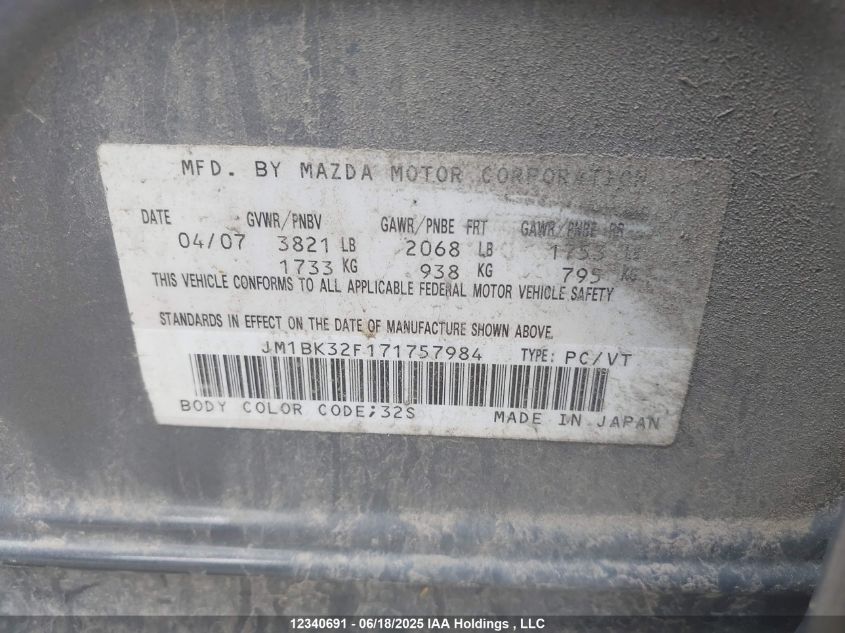 MFD. BY MAZDA MOTOR CORPORATION
DATE GVWR/PNBV GAWR/PNBE FRT GAWR/PNBE RR
04/07 3821 LB 2068 LB 1753 LB
1733 KG 938 KG 795 KG
THIS VEHICLE CONFORMS TO ALL APPLICABLE FEDERAL MOTOR VEHICLE SAFETY
STANDARDS IN EFFECT ON THE DATE OF MANUFACTURE SHOWN ABOVE.
JM1BK32F171757984 TYPE: PC/VT
BODY COLOR CODE;32S MADE IN JAPAN
12340691 - 06/18/2025 IAA Holdings , LLC